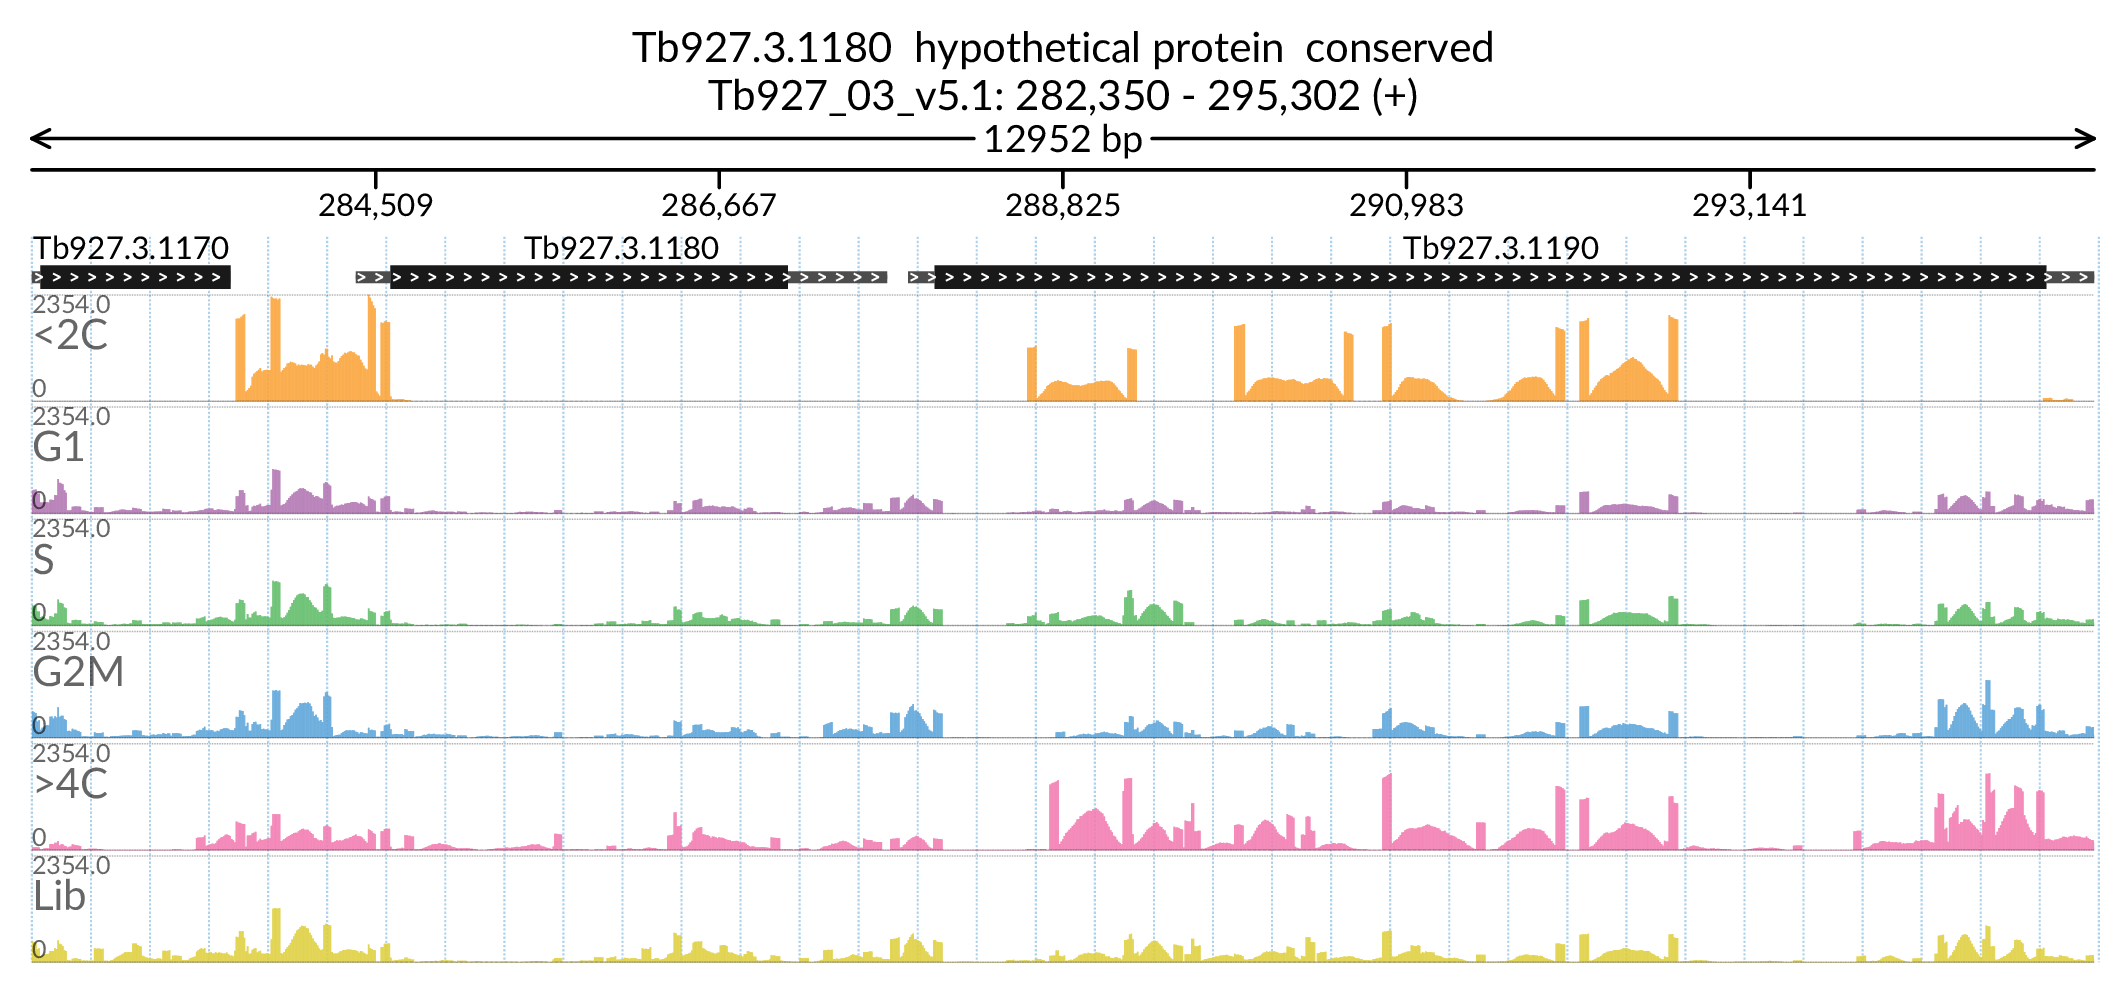 Tb927.3.1180  hypothetical protein  conserved
Tb927_03_v5.1: 282,350 - 295,302 (+)
12952 bp
284,509 286,667 288,825 290,983 293,141
Tb927.3.1170 Tb927.3.1180 Tb927.3.1190
2354.0
<2C
0
2354.0
G1
0
2354.0
S
0
2354.0
G2M
0
2354.0
>4C
0
2354.0
Lib
0